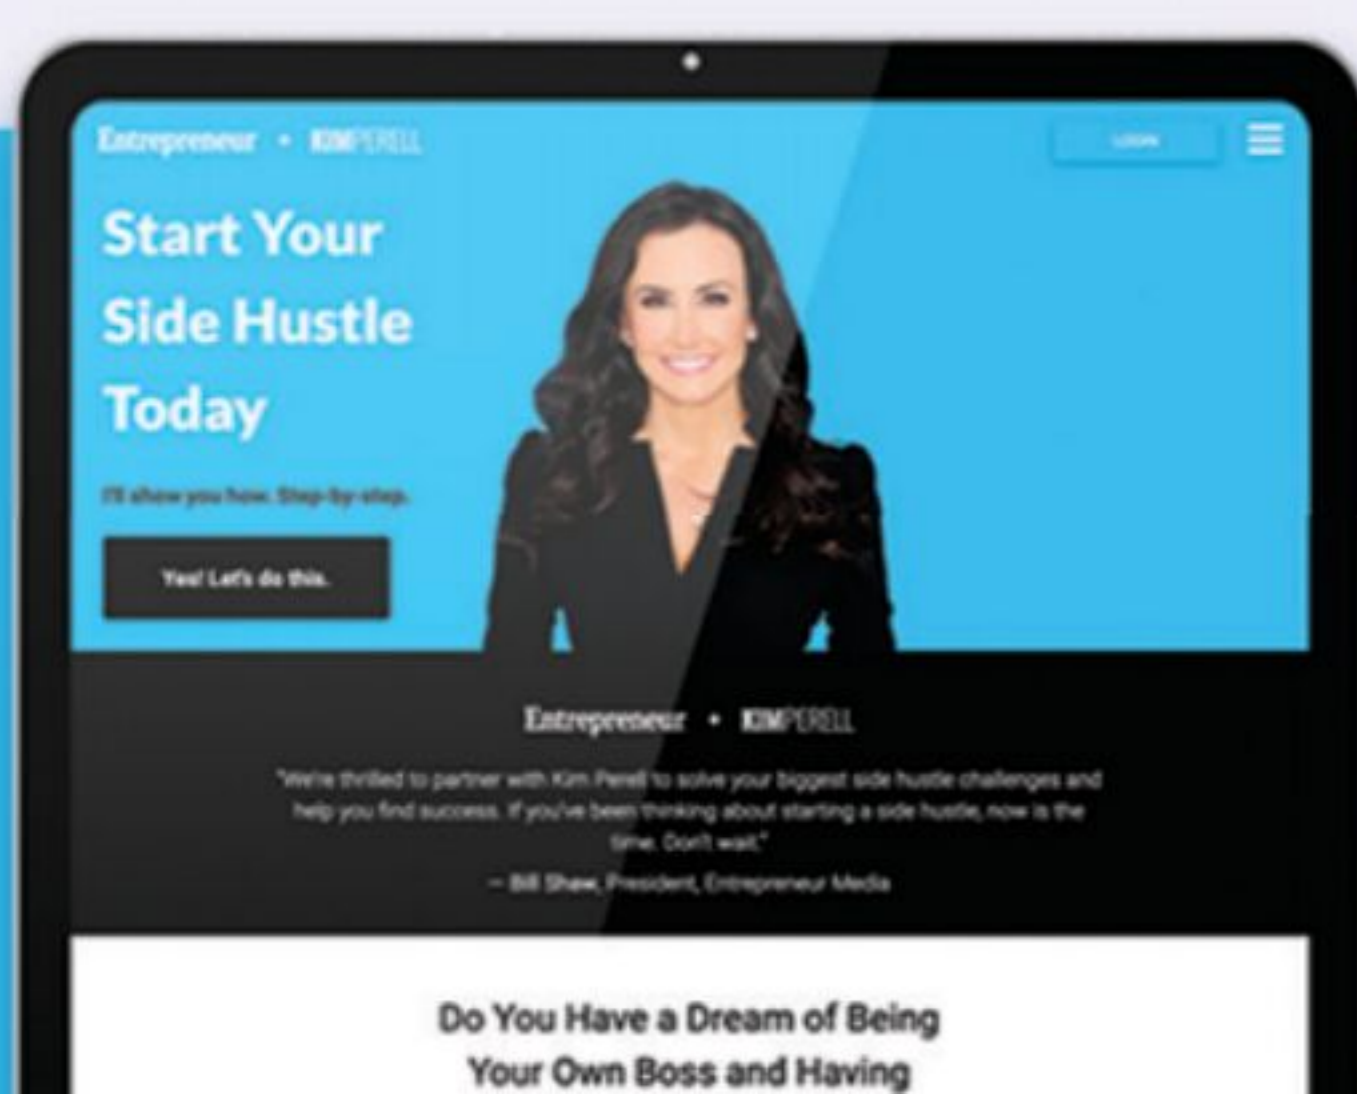 Entrepreneur • KIMPERELL
LOGIN
Start Your
Side Hustle
Today
I'll show you how. Step-by-step.
Yes! Let's do this.
Entrepreneur • KIMPERELL
"We're thrilled to partner with Kim Perell to solve your biggest side hustle challenges and
help you find success. If you've been thinking about starting a side hustle, now is the
time. Don't wait."
— Bill Shaw, President, Entrepreneur Media
Do You Have a Dream of Being
Your Own Boss and Having